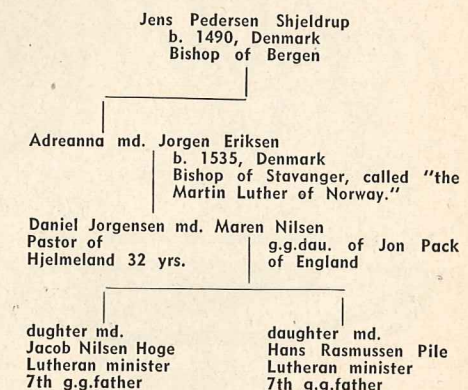 Jens Pedersen Shjeldrup
b. 1490, Denmark
Bishop of Bergen
Adreanna md. Jorgen Eriksen
b. 1535, Denmark
Bishop of Stavanger, called "the
Martin Luther of Norway."
Daniel Jorgensen md. Maren Nilsen
Pastor of
Hjelmeland 32 yrs.
g.g.dau. of Jon Pack
of England
dughter md.
Jacob Nilsen Hoge
Lutheran minister
7th g.g.father
daughter md.
Hans Rasmussen Pile
Lutheran minister
7th g.g.father